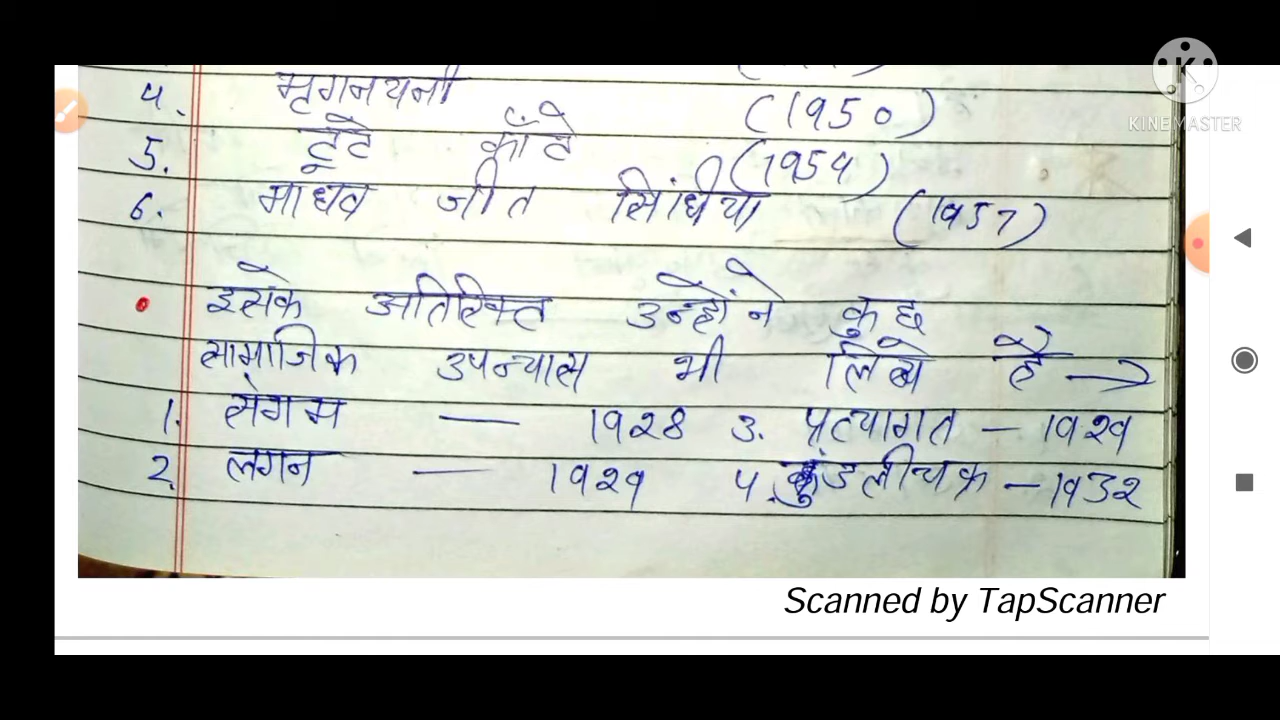 4. मृगनयनी (1950)
KINEMASTER
5. टूटे काँटे (1954)
6. माधव जीत सिंधिया (1957)
इसके अतिरिक्त उन्होंने कुछ
सामाजिक उपन्यास भी लिखे है →
1. संगम — 1928 3. प्रत्यागत - 1929
2. लगन — 1929 4. कुंडलीचक्र - 1932
Scanned by TapScanner